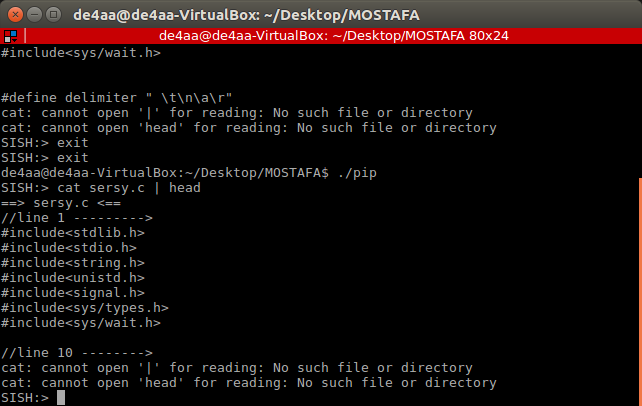 de4aa@de4aa-VirtualBox: ~/Desktop/MOSTAFA
de4aa@de4aa-VirtualBox: ~/Desktop/MOSTAFA 80x24
#include<sys/wait.h>
#define delimiter " \t\n\a\r"
cat: cannot open '|' for reading: No such file or directory
cat: cannot open 'head' for reading: No such file or directory
SISH:> exit
SISH:> exit
de4aa@de4aa-VirtualBox:~/Desktop/MOSTAFA$ ./pip
SISH:> cat sersy.c | head
==> sersy.c <==
//line 1 --------->
#include<stdlib.h>
#include<stdio.h>
#include<string.h>
#include<unistd.h>
#include<signal.h>
#include<sys/types.h>
#include<sys/wait.h>
//line 10 -------->
cat: cannot open '|' for reading: No such file or directory
cat: cannot open 'head' for reading: No such file or directory
SISH:>